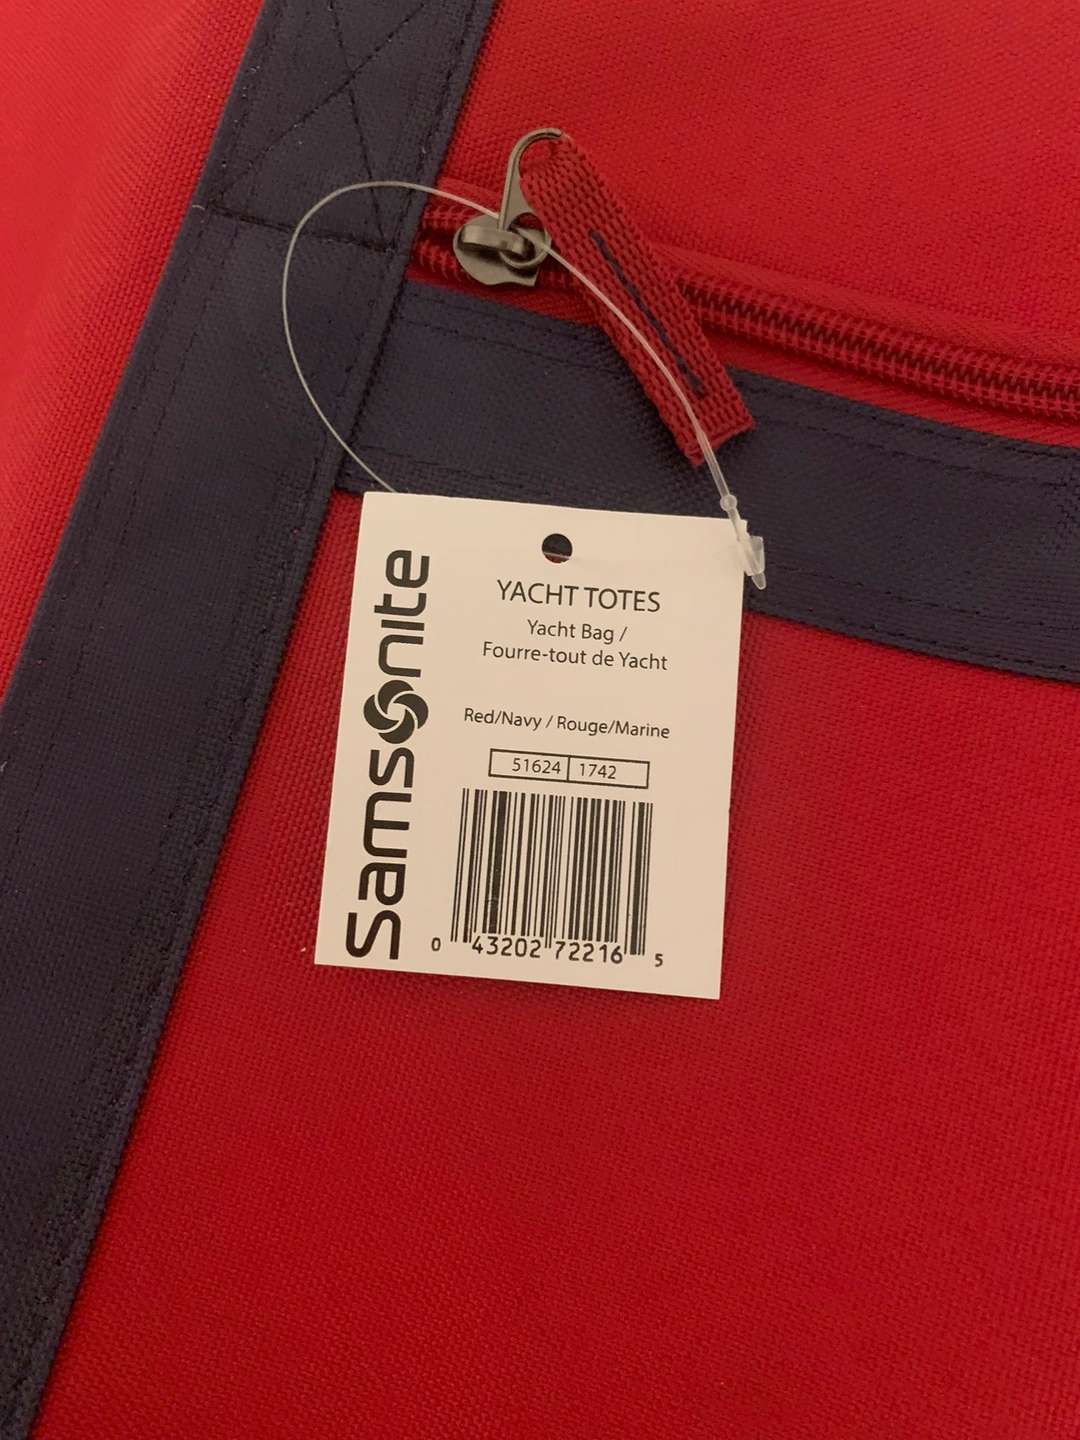 Samsonite
YACHT TOTES
Yacht Bag /
Fourre-tout de Yacht
Red/Navy / Rouge/Marine
51624 1742
0 43202 72216 5